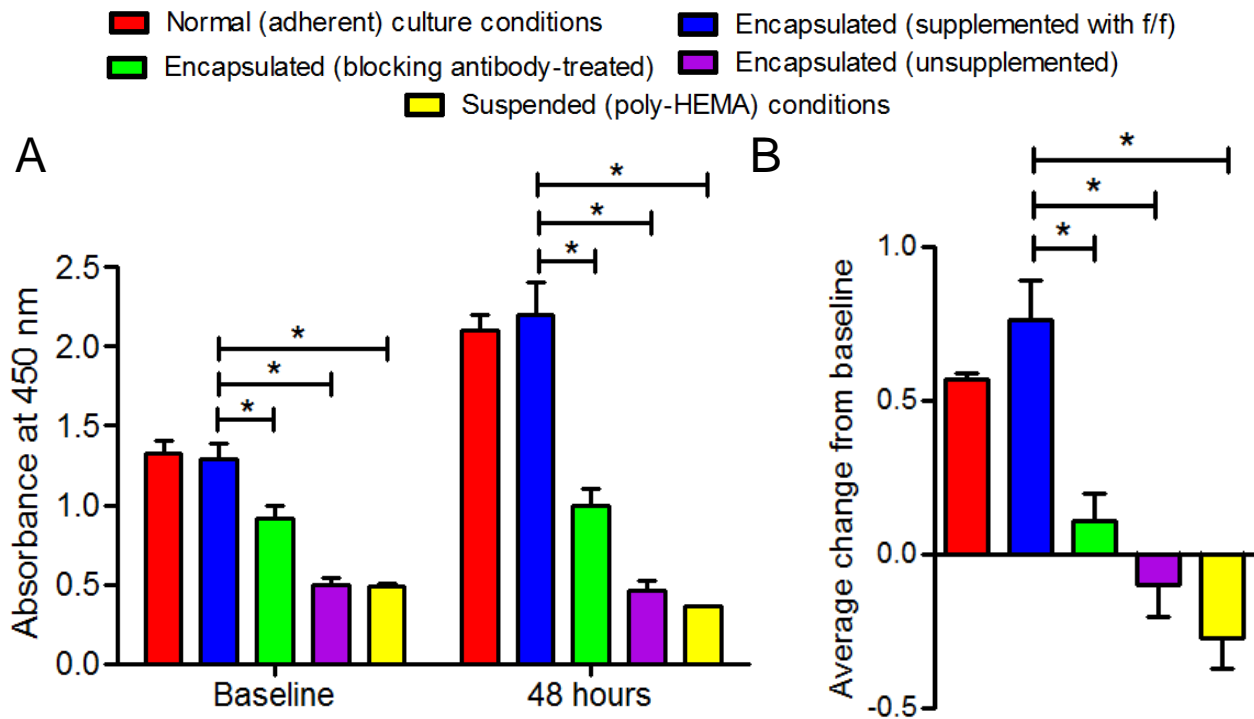 Normal (adherent) culture conditions
Encapsulated (supplemented with f/f)
Encapsulated (blocking antibody-treated)
Encapsulated (unsupplemented)
Suspended (poly-HEMA) conditions
A
Absorbance at 450 nm
2.5
2.0
1.5
1.0
0.5
0.0
* * *
* * *
Baseline
48 hours
B
Average change from baseline
1.0
0.5
0.0
-0.5
* * *